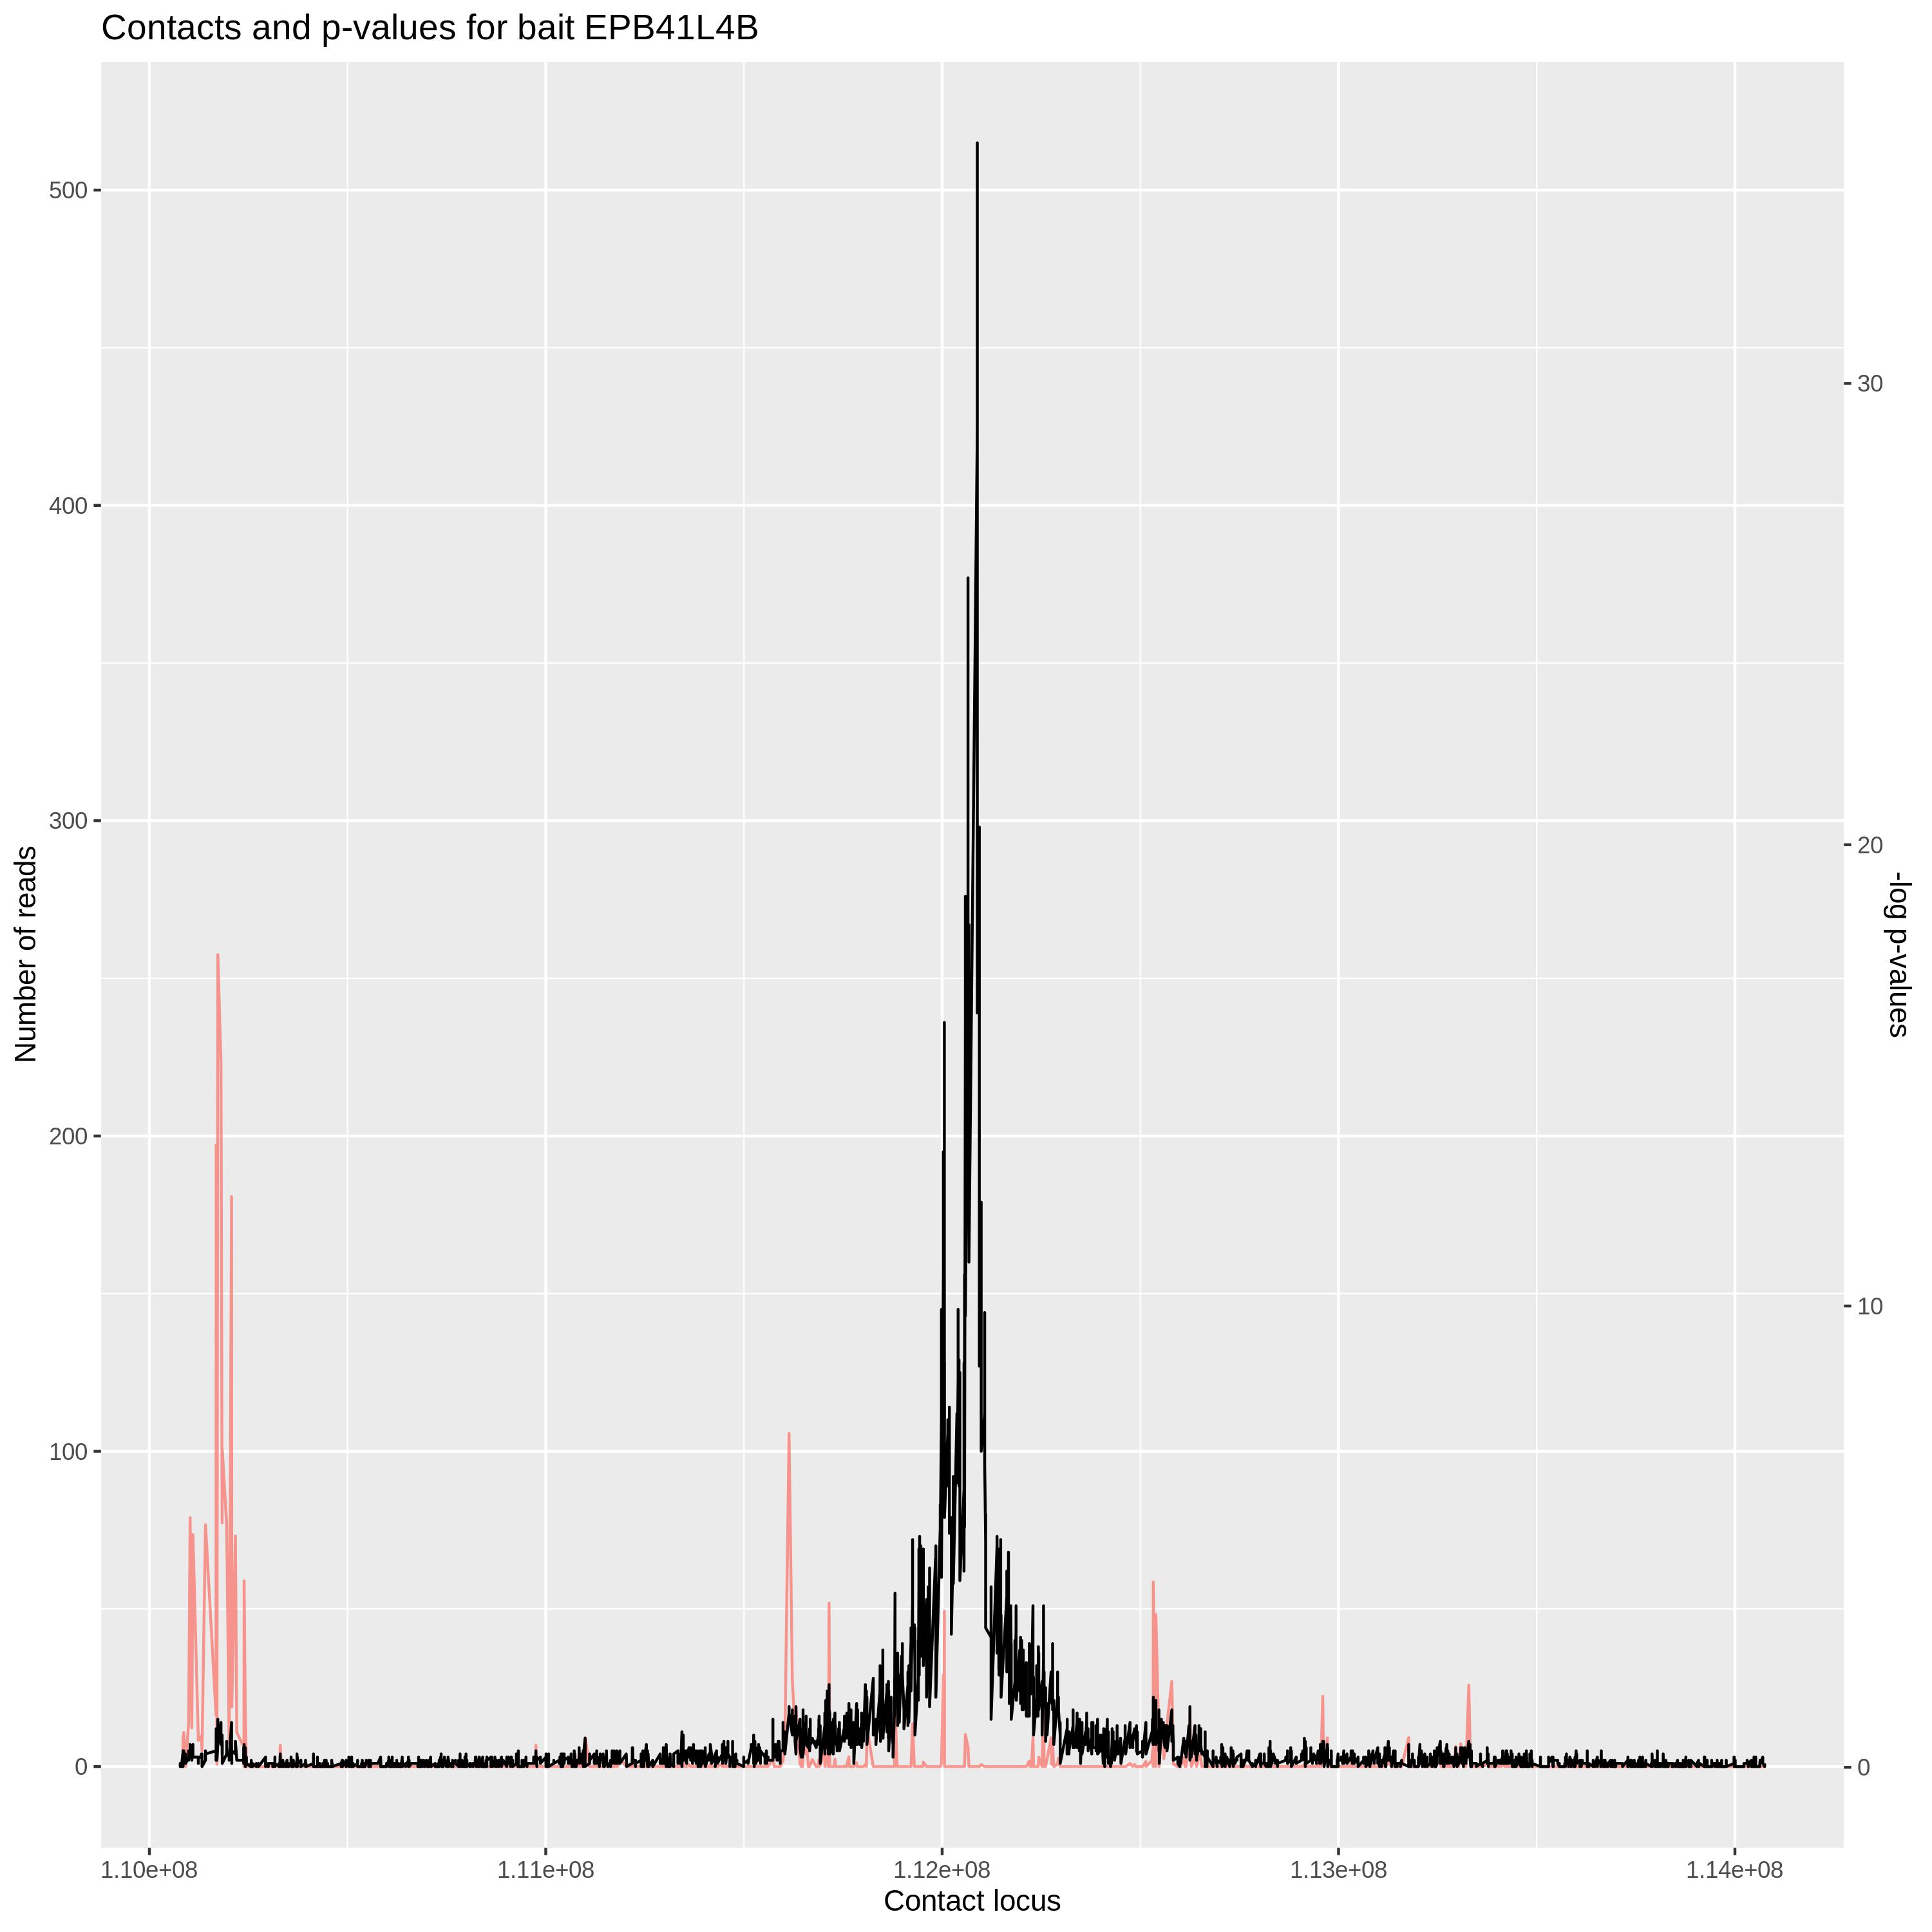 Contacts and p-values for bait EPB41L4B
500
400
300
200
100
0
Number of reads
30
20
10
0
-log p-values
1.10e+08 1.11e+08 1.12e+08 1.13e+08 1.14e+08
Contact locus